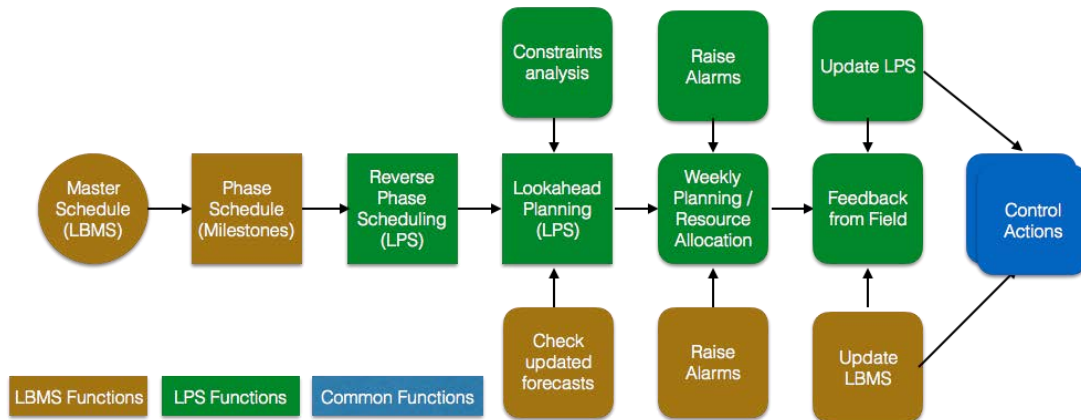 Constraints
analysis
Raise
Alarms
Update LPS
Master
Schedule
(LBMS)
Phase
Schedule
(Milestones)
Reverse
Phase
Scheduling
(LPS)
Lookahead
Planning
(LPS)
Weekly
Planning /
Resource
Allocation
Feedback
from Field
Control
Actions
Check
updated
forecasts
Raise
Alarms
Update
LBMS
LBMS Functions
LPS Functions
Common Functions